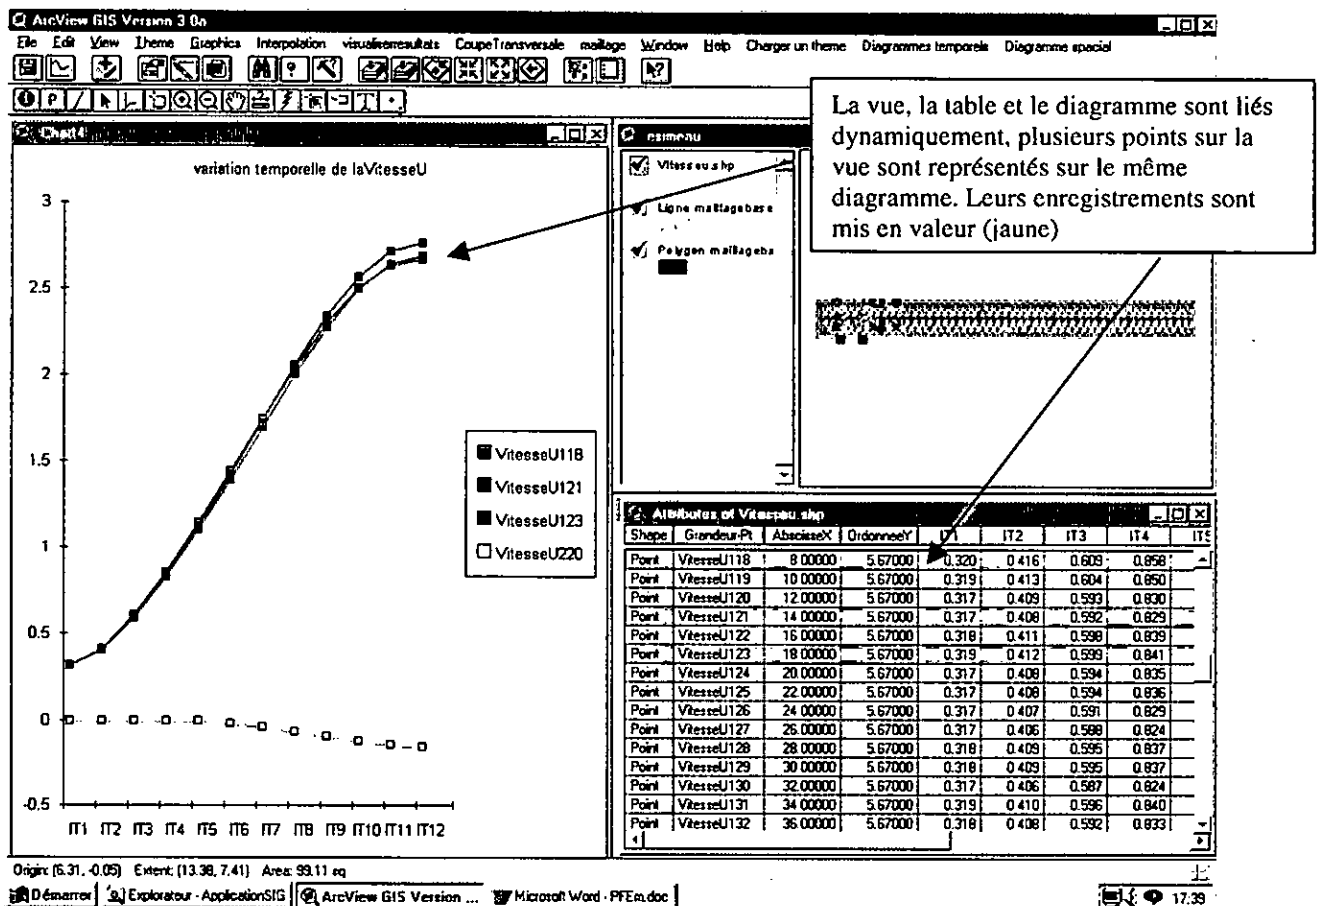 ArcView GIS Version 3.0a
File Edit View Theme Graphics Interpolation visualiserresultats CoupeTransversale maillage Window Help Charger un theme Diagrammes temporels Diagramme spacial
La vue, la table et le diagramme sont liés
dynamiquement, plusieurs points sur la
vue sont représentés sur le même
diagramme. Leurs enregistrements sont
mis en valeur (jaune)
Chart4
variation temporelle de laVitesseU
3
2.5
2
1.5
1
0.5
0
-0.5
IT1 IT2 IT3 IT4 IT5 IT6 IT7 IT8 IT9 IT10 IT11 IT12
VitesseU118
VitesseU121
VitesseU123
VitesseU220
Vitesseu.shp
Ligne maillagebase
Polygon maillageba
Attributes of Vitesseu.shp
Shape Grandeur-Pt AbscisseX OrdonneeY IT1 IT2 IT3 IT4 IT5
Point VitesseU118 8.00000 5.67000 0.320 0.416 0.609 0.858
Point VitesseU119 10.00000 5.67000 0.319 0.413 0.604 0.850
Point VitesseU120 12.00000 5.67000 0.317 0.409 0.593 0.830
Point VitesseU121 14.00000 5.67000 0.317 0.408 0.592 0.829
Point VitesseU122 16.00000 5.67000 0.318 0.411 0.598 0.839
Point VitesseU123 18.00000 5.67000 0.319 0.412 0.599 0.841
Point VitesseU124 20.00000 5.67000 0.317 0.408 0.594 0.835
Point VitesseU125 22.00000 5.67000 0.317 0.408 0.594 0.836
Point VitesseU126 24.00000 5.67000 0.317 0.407 0.591 0.829
Point VitesseU127 26.00000 5.67000 0.317 0.406 0.588 0.824
Point VitesseU128 28.00000 5.67000 0.318 0.409 0.595 0.837
Point VitesseU129 30.00000 5.67000 0.318 0.409 0.595 0.837
Point VitesseU130 32.00000 5.67000 0.317 0.406 0.587 0.824
Point VitesseU131 34.00000 5.67000 0.319 0.410 0.596 0.840
Point VitesseU132 36.00000 5.67000 0.318 0.408 0.592 0.833
Origin: (6.31, -0.05) Extent: (13.38, 7.41) Area: 99.11 sq
Démarrer Explorateur - ApplicationSIG ArcView GIS Version ... Microsoft Word - PFEm.doc 17:39